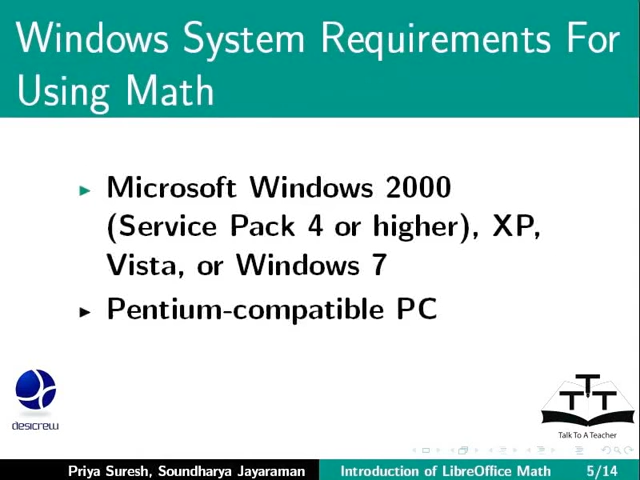 Windows System Requirements For
Using Math
Microsoft Windows 2000
(Service Pack 4 or higher), XP,
Vista, or Windows 7
Pentium-compatible PC
desicrew
TTT
Talk To A Teacher
Priya Suresh, Soundharya Jayaraman Introduction of LibreOffice Math 5/14